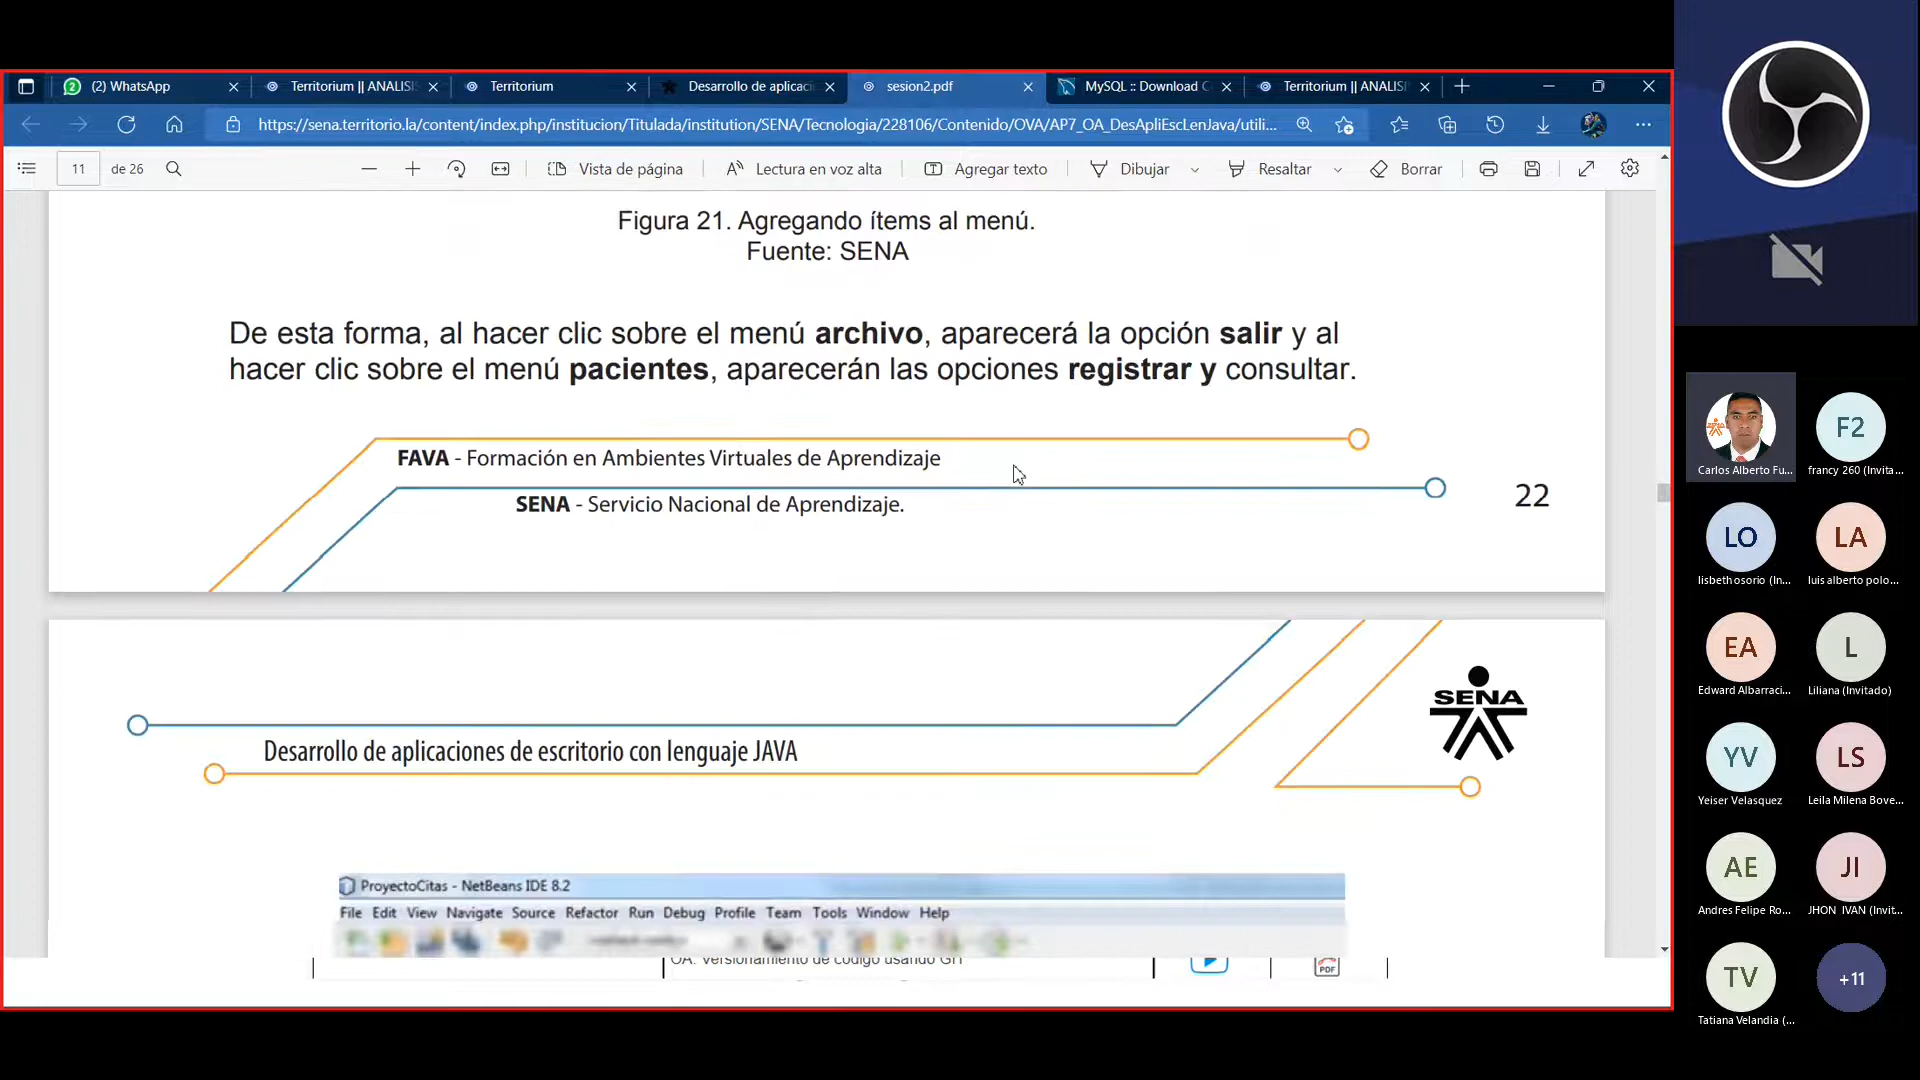 (2) WhatsApp
Territorium || ANALISI
Territorium
Desarrollo de aplicaci
sesion2.pdf
MySQL :: Download C
Territorium || ANALISI
https://sena.territorio.la/content/index.php/institucion/Titulada/institution/SENA/Tecnologia/228106/Contenido/OVA/AP7_OA_DesApliEscLenJava/utili...
11 de 26
Vista de página
Lectura en voz alta
Agregar texto
Dibujar
Resaltar
Borrar
Figura 21. Agregando ítems al menú.
Fuente: SENA
De esta forma, al hacer clic sobre el menú archivo, aparecerá la opción salir y al
hacer clic sobre el menú pacientes, aparecerán las opciones registrar y consultar.
FAVA - Formación en Ambientes Virtuales de Aprendizaje
SENA - Servicio Nacional de Aprendizaje.
22
SENA
Desarrollo de aplicaciones de escritorio con lenguaje JAVA
ProyectoCitas - NetBeans IDE 8.2
File Edit View Navigate Source Refactor Run Debug Profile Team Tools Window Help
OA. Versionamiento de código usando GIT
PDF
Carlos Alberto Fu...
F2
francy 260 (Invita...
LO
lisbeth osorio (In...
LA
luis alberto polo...
EA
Edward Albarraci...
L
Liliana (Invitado)
YV
Yeiser Velasquez
LS
Leila Milena Bove...
AE
Andres Felipe Ro...
JI
JHON IVAN (Invit...
TV
Tatiana Velandia (...
+11